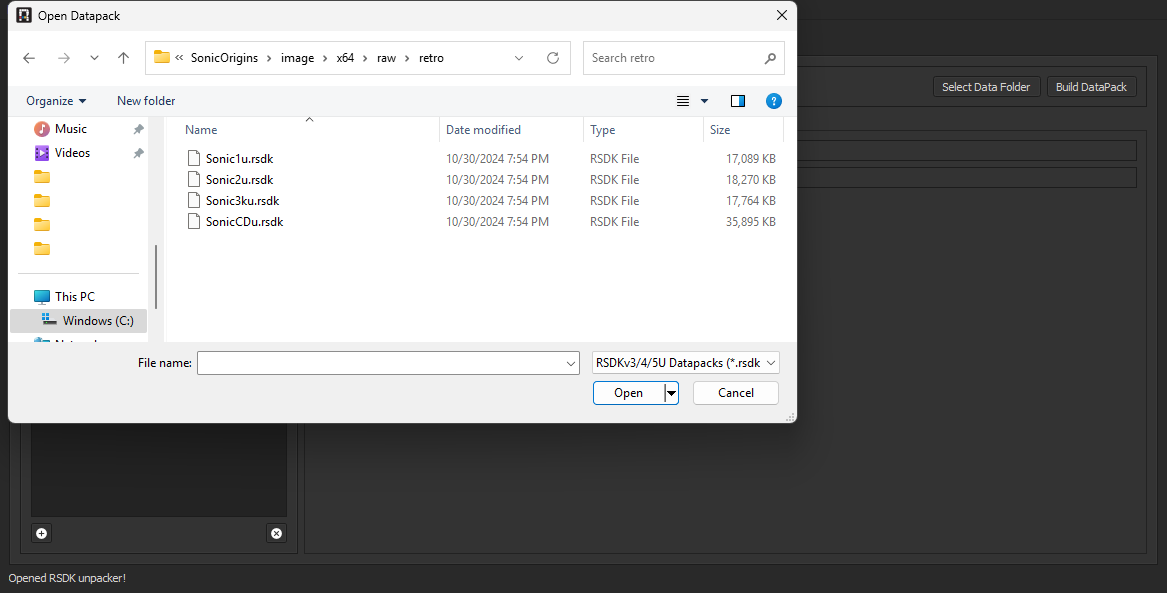 Open Datapack
« SonicOrigins › image › x64 › raw › retro
Search retro
Select Data Folder
Build DataPack
Organize
New folder
Music
Videos
This PC
Windows (C:)
Name
Date modified
Type
Size
Sonic1u.rsdk 10/30/2024 7:54 PM RSDK File 17,089 KB
Sonic2u.rsdk 10/30/2024 7:54 PM RSDK File 18,270 KB
Sonic3ku.rsdk 10/30/2024 7:54 PM RSDK File 17,764 KB
SonicCDu.rsdk 10/30/2024 7:54 PM RSDK File 35,895 KB
File name:
RSDKv3/4/5U Datapacks (*.rsdk
Open
Cancel
Opened RSDK unpacker!